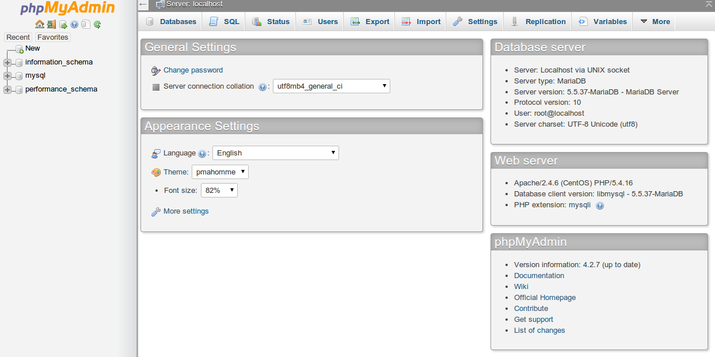 phpMyAdmin
Recent Favorites
New
information_schema
mysql
performance_schema
Server: localhost
Databases SQL Status Users Export Import Settings Replication Variables More
General Settings
Change password
Server connection collation : utf8mb4_general_ci
Appearance Settings
Language : English
Theme: pmahomme
Font size: 82%
More settings
Database server
Server: Localhost via UNIX socket
Server type: MariaDB
Server version: 5.5.37-MariaDB - MariaDB Server
Protocol version: 10
User: root@localhost
Server charset: UTF-8 Unicode (utf8)
Web server
Apache/2.4.6 (CentOS) PHP/5.4.16
Database client version: libmysql - 5.5.37-MariaDB
PHP extension: mysqli
phpMyAdmin
Version information: 4.2.7 (up to date)
Documentation
Wiki
Official Homepage
Contribute
Get support
List of changes